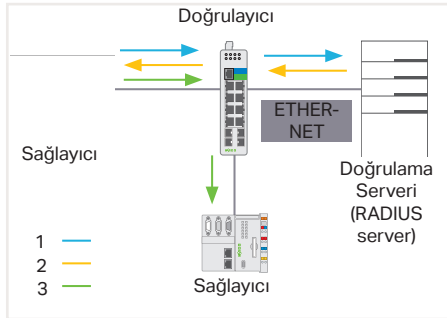 Doğrulayıcı
ETHER-
NET
Sağlayıcı
Doğrulama
Serveri
(RADIUS
server)
1
2
3
Sağlayıcı